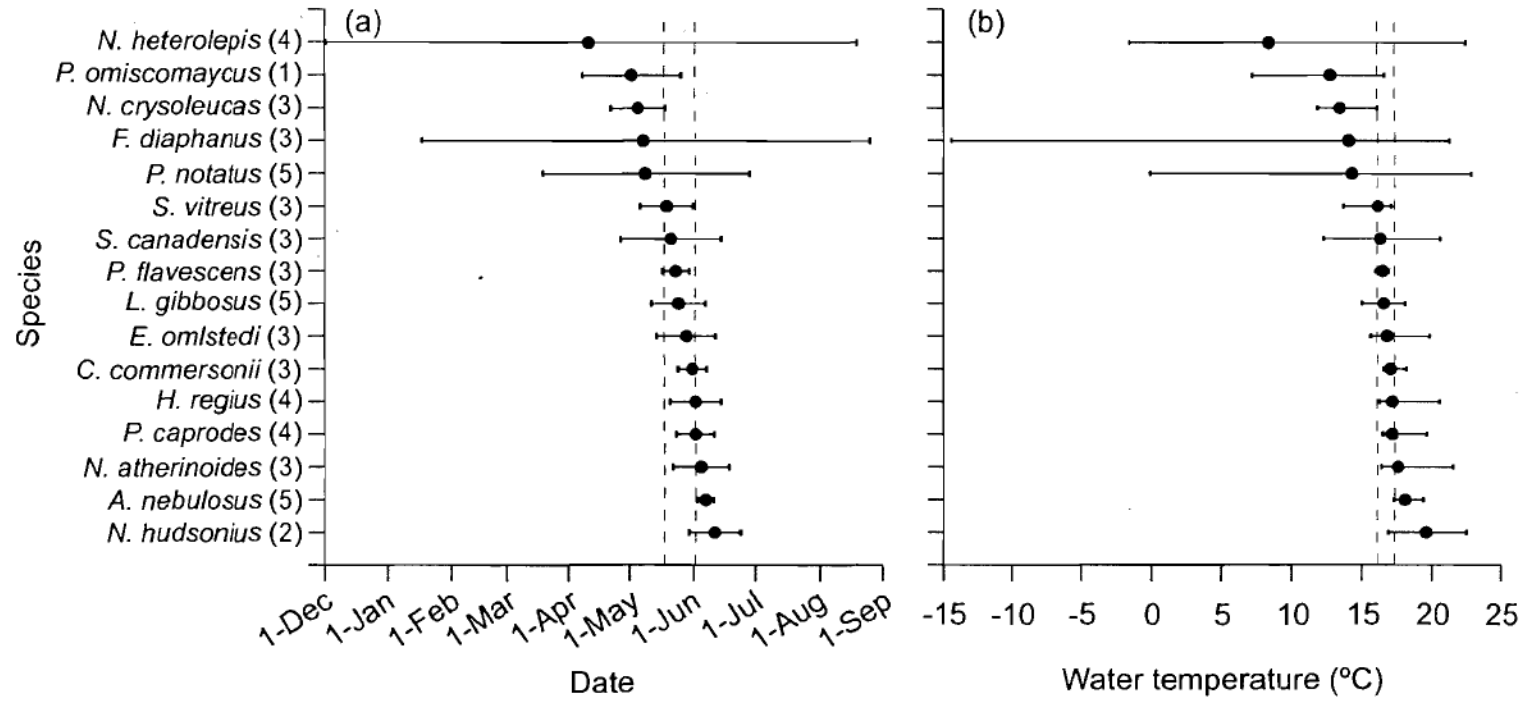 (a)
(b)
N. heterolepis (4)
P. omiscomaycus (1)
N. crysoleucas (3)
F. diaphanus (3)
P. notatus (5)
S. vitreus (3)
S. canadensis (3)
P. flavescens (3)
L. gibbosus (5)
E. omlstedi (3)
C. commersonii (3)
H. regius (4)
P. caprodes (4)
N. atherinoides (3)
A. nebulosus (5)
N. hudsonius (2)
Species
1-Dec
1-Jan
1-Feb
1-Mar
1-Apr
1-May
1-Jun
1-Jul
1-Aug
1-Sep
-15 -10 -5 0 5 10 15 20 25
Date
Water temperature (ºC)